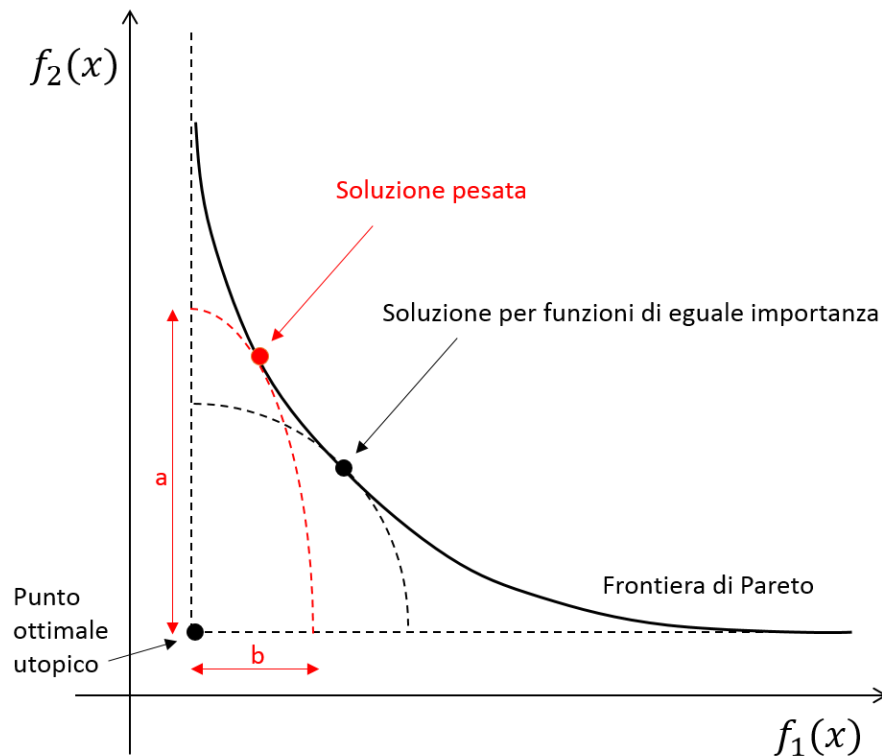 f₂(x)
Soluzione pesata
Soluzione per funzioni di eguale importanza
a
Frontiera di Pareto
Punto
ottimale
utopico
b
f₁(x)